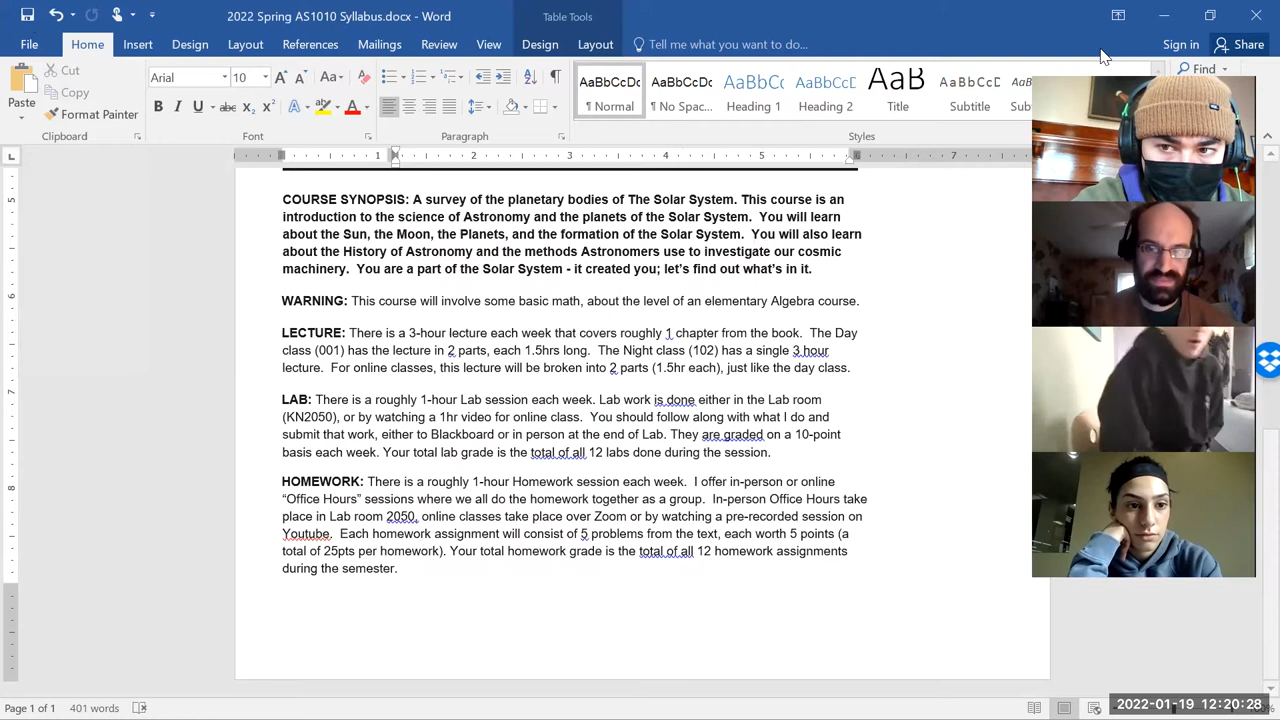 2022 Spring AS1010 Syllabus.docx - Word
Table Tools
File Home Insert Design Layout References Mailings Review View Design Layout Tell me what you want to do... Sign in Share
Cut
Copy
Format Painter
Paste
Arial 10
Clipboard Font Paragraph Styles
AaBbCcDc AaBbCcDc AaBbCc AaBbCcC AaB AaBbCcD
¶ Normal ¶ No Spac... Heading 1 Heading 2 Title Subtitle
Find
1 2 3 4 5 7
5
6
7
8
COURSE SYNOPSIS: A survey of the planetary bodies of The Solar System. This course is an
introduction to the science of Astronomy and the planets of the Solar System. You will learn
about the Sun, the Moon, the Planets, and the formation of the Solar System. You will also learn
about the History of Astronomy and the methods Astronomers use to investigate our cosmic
machinery. You are a part of the Solar System - it created you; let's find out what's in it.
WARNING: This course will involve some basic math, about the level of an elementary Algebra course.
LECTURE: There is a 3-hour lecture each week that covers roughly 1 chapter from the book. The Day
class (001) has the lecture in 2 parts, each 1.5hrs long. The Night class (102) has a single 3 hour
lecture. For online classes, this lecture will be broken into 2 parts (1.5hr each), just like the day class.
LAB: There is a roughly 1-hour Lab session each week. Lab work is done either in the Lab room
(KN2050), or by watching a 1hr video for online class. You should follow along with what I do and
submit that work, either to Blackboard or in person at the end of Lab. They are graded on a 10-point
basis each week. Your total lab grade is the total of all 12 labs done during the session.
HOMEWORK: There is a roughly 1-hour Homework session each week. I offer in-person or online
“Office Hours” sessions where we all do the homework together as a group. In-person Office Hours take
place in Lab room 2050, online classes take place over Zoom or by watching a pre-recorded session on
Youtube. Each homework assignment will consist of 5 problems from the text, each worth 5 points (a
total of 25pts per homework). Your total homework grade is the total of all 12 homework assignments
during the semester.
Page 1 of 1 401 words
2022-01-19 12:20:28